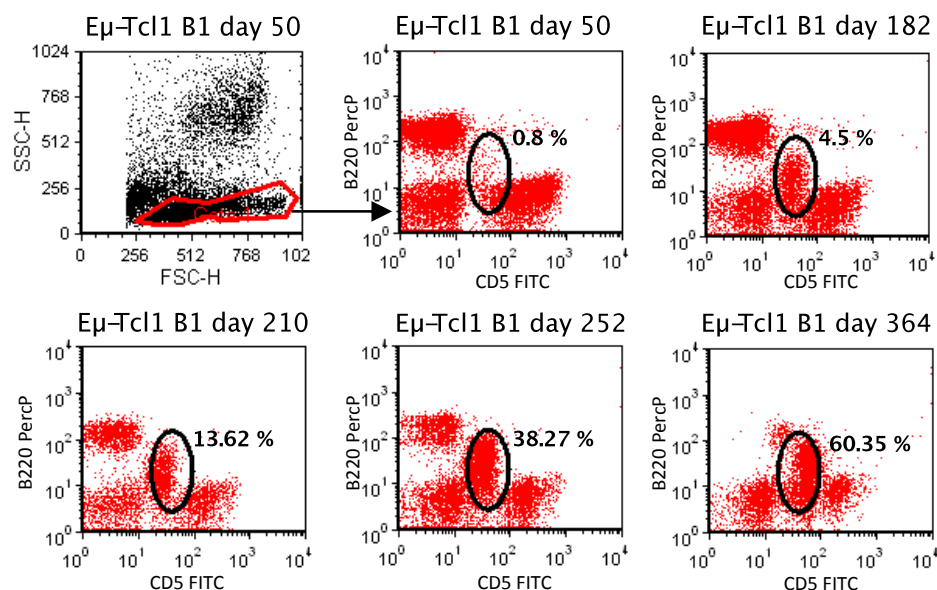 Eµ–Tcl1 B1 day 50
Eµ–Tcl1 B1 day 50
Eµ–Tcl1 B1 day 182
1024
768
512
256
0
SSC-H
0 256 512 768 102
FSC-H
10⁴
10³
10²
10¹
10⁰
B220 PercP
0.8 %
10⁰ 10¹ 10² 10³ 10⁴
CD5 FITC
10⁴
10³
10²
10¹
10⁰
B220 PercP
4.5 %
10⁰ 10¹ 10² 10³ 10⁴
CD5 FITC
Eµ–Tcl1 B1 day 210
Eµ–Tcl1 B1 day 252
Eµ–Tcl1 B1 day 364
10⁴
10³
10²
10¹
10⁰
B220 PercP
13.62 %
10⁰ 10¹ 10² 10³ 10⁴
CD5 FITC
10⁴
10³
10²
10¹
10⁰
B220 PercP
38.27 %
10⁰ 10¹ 10² 10³ 10⁴
CD5 FITC
10⁴
10³
10²
10¹
10⁰
B220 PercP
60.35 %
10⁰ 10¹ 10² 10³ 10⁴
CD5 FITC